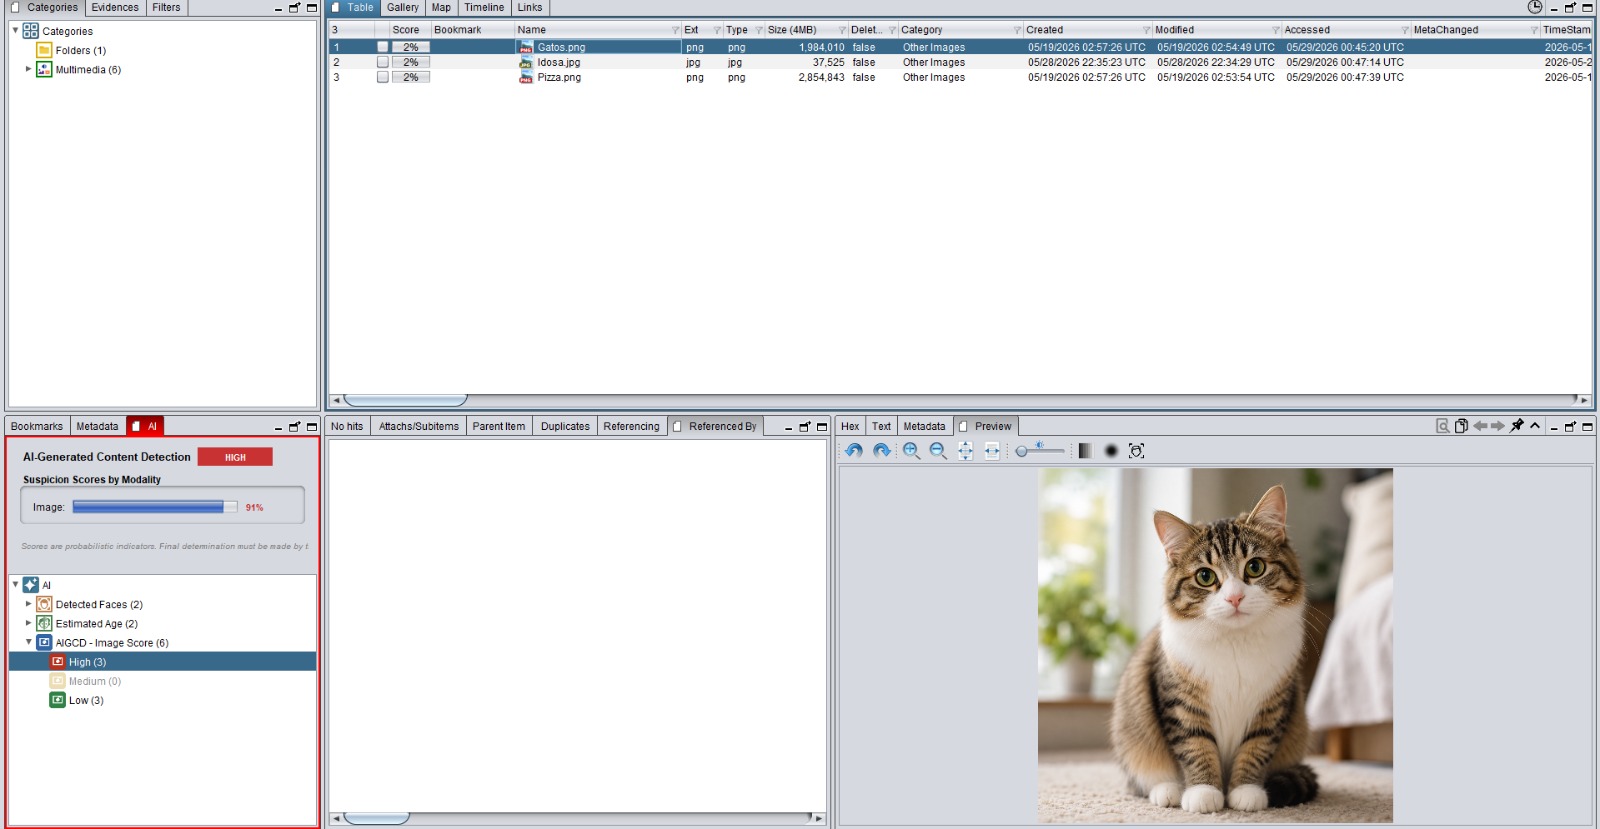 Categories Evidences Filters
Categories
Folders (1)
Multimedia (6)
Table Gallery Map Timeline Links
3 Score Bookmark Name Ext Type Size (4MB) Delet... Category Created Modified Accessed MetaChanged TimeStam
1 2% Gatos.png png png 1,984,010 false Other Images 05/19/2026 02:57:26 UTC 05/19/2026 02:54:49 UTC 05/29/2026 00:45:20 UTC 2026-05-1
2 2% Idosa.jpg jpg jpg 37,525 false Other Images 05/28/2026 22:35:23 UTC 05/28/2026 22:34:29 UTC 05/29/2026 00:47:14 UTC 2026-05-2
3 2% Pizza.png png png 2,854,843 false Other Images 05/19/2026 02:57:26 UTC 05/19/2026 02:53:54 UTC 05/29/2026 00:47:39 UTC 2026-05-1
Bookmarks Metadata AI
AI-Generated Content Detection HIGH
Suspicion Scores by Modality
Image: 91%
Scores are probabilistic indicators. Final determination must be made by t
AI
Detected Faces (2)
Estimated Age (2)
AIGCD - Image Score (6)
High (3)
Medium (0)
Low (3)
No hits Attachs/Subitems Parent Item Duplicates Referencing Referenced By
Hex Text Metadata Preview